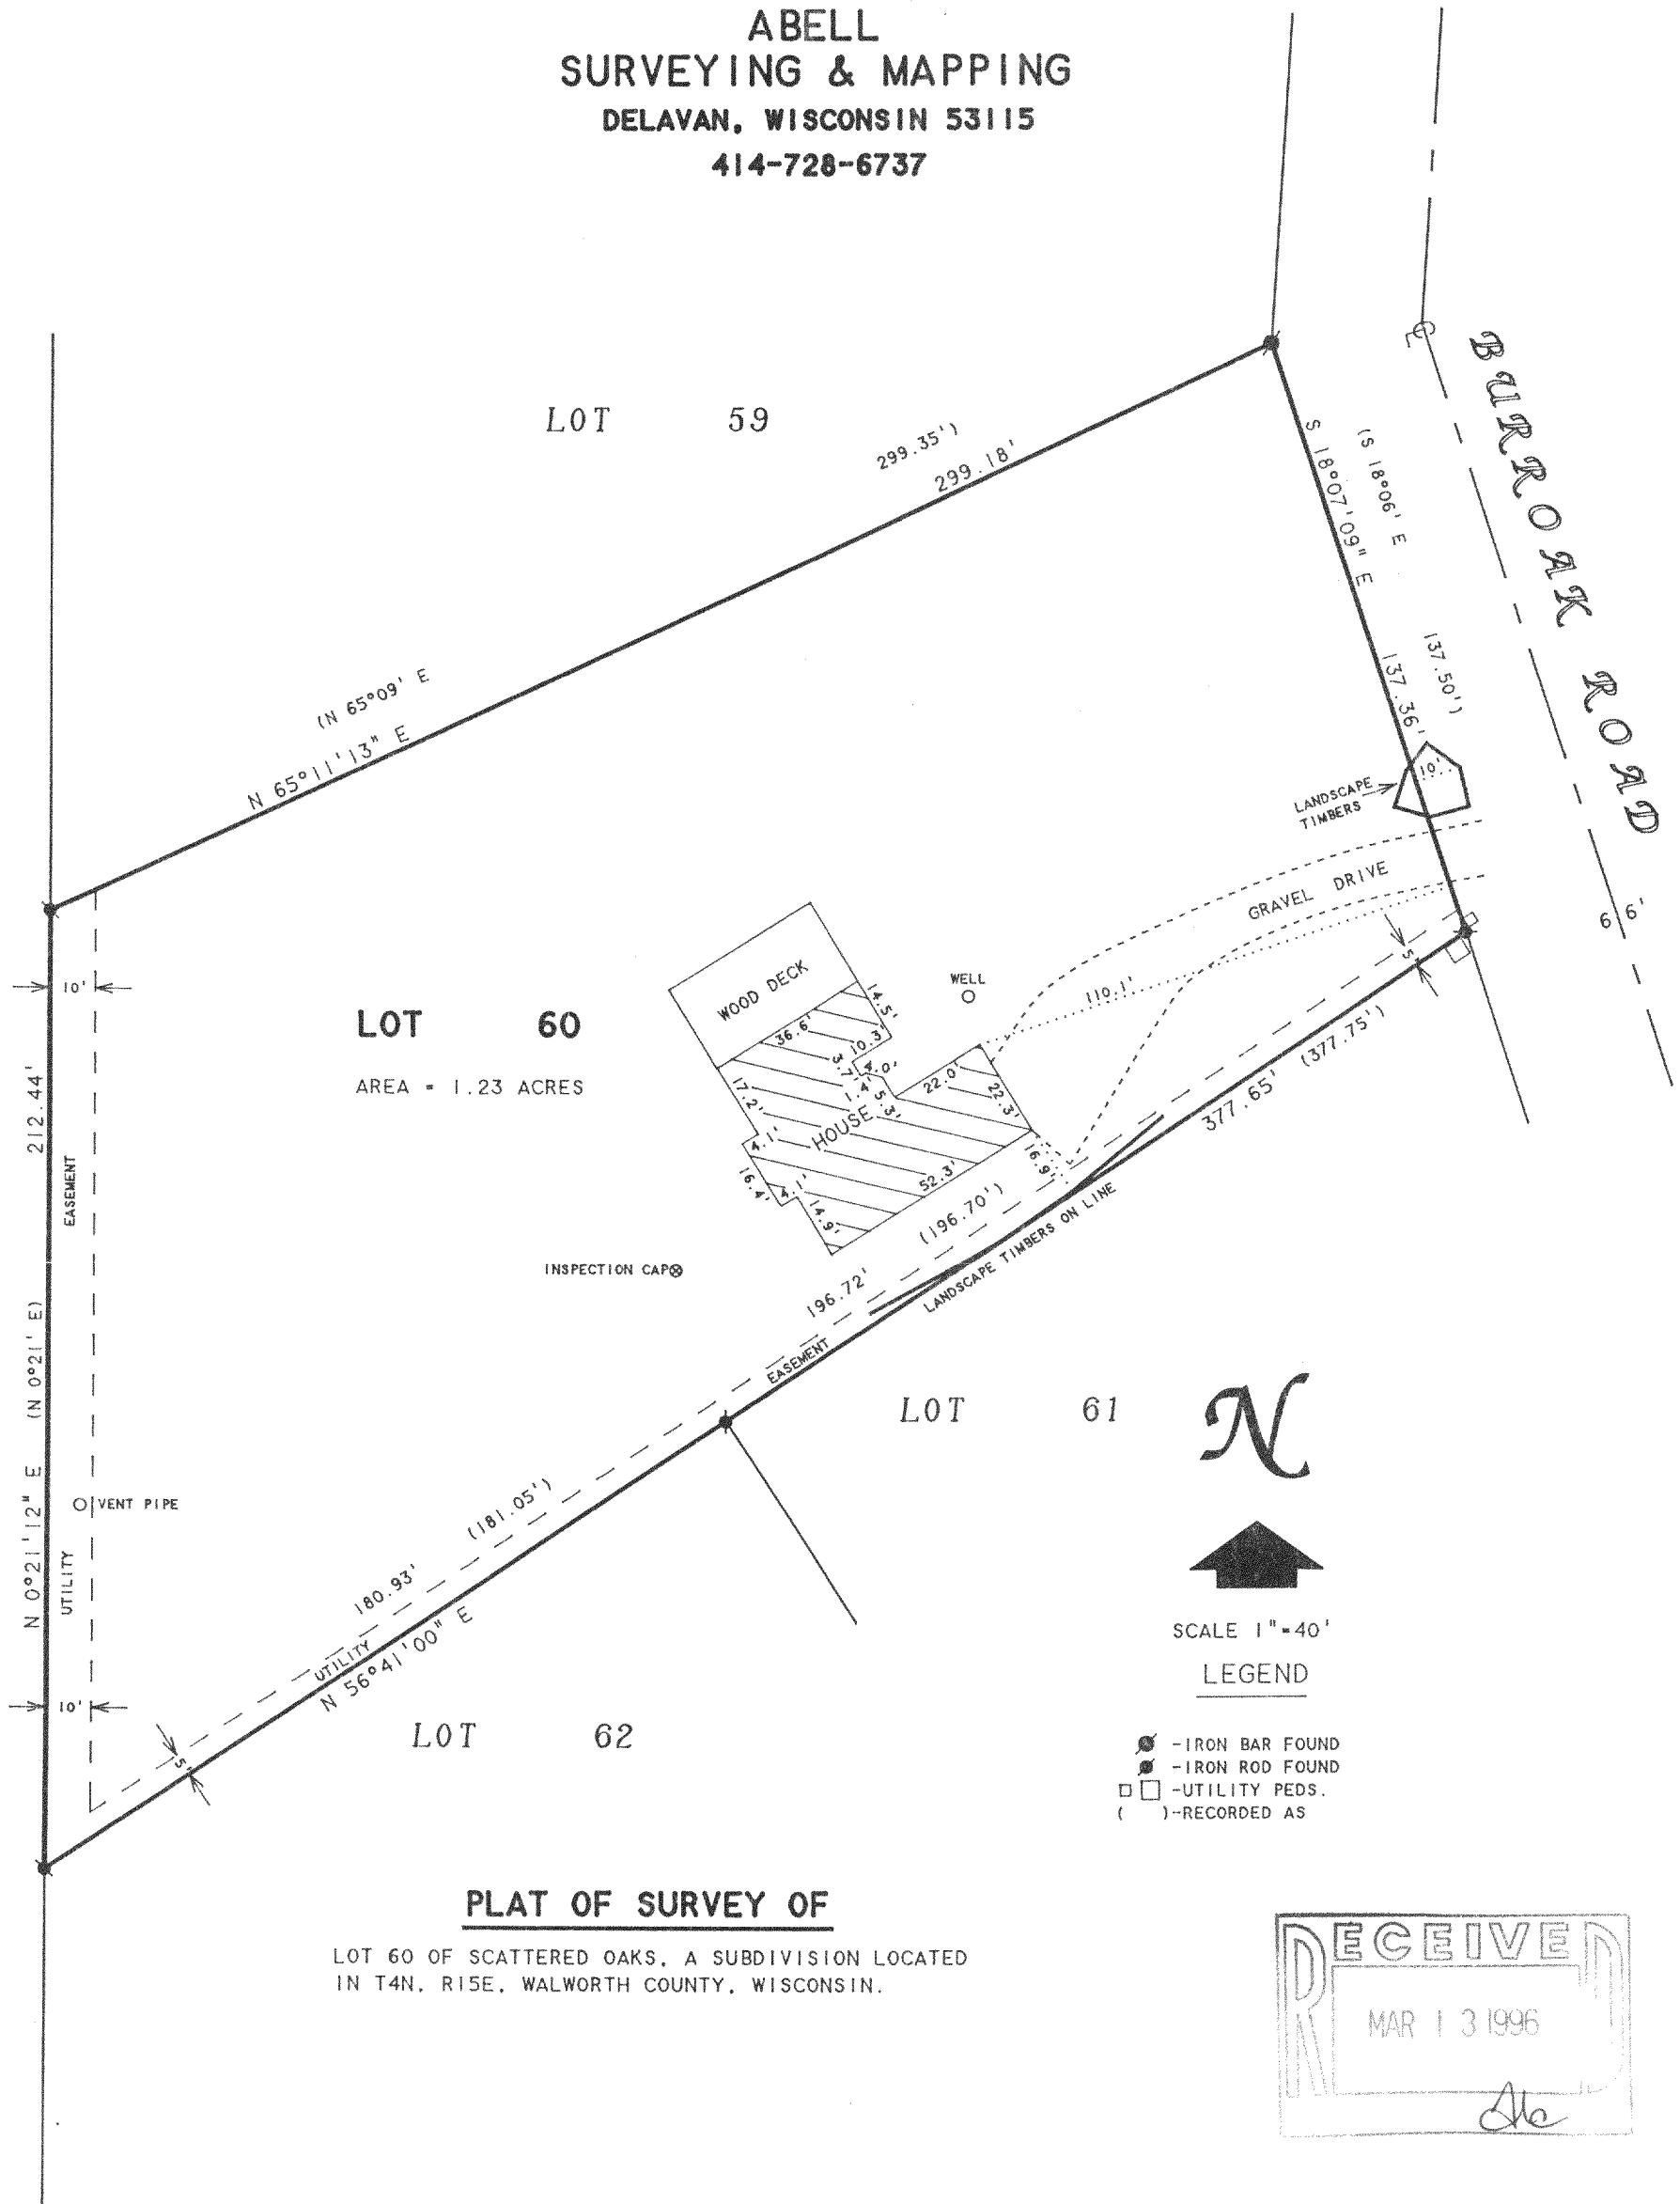 ABELL
SURVEYING & MAPPING
DELAVAN, WISCONSIN 53115
414-728-6737
LOT 59
299.35')
299.18'
(N 65°09' E
N 65°11'13" E
(S 18°06' E
S 18°07'09" E
137.50')
137.36'
BURROAK ROAD
66'
LANDSCAPE
TIMBERS
10'
GRAVEL DRIVE
5'
110.1'
WELL
WOOD DECK
36.6'
14.5'
10.3'
3.7'
4.0'
1.4'
5.3'
22.0'
22.3'
17.2'
HOUSE
4.1'
16.4'
4.1'
14.9'
52.3'
16.9'
10'
LOT 60
AREA = 1.23 ACRES
377.65' (377.75')
(196.70')
196.72'
LANDSCAPE TIMBERS ON LINE
EASEMENT
INSPECTION CAP
212.44'
EASEMENT
N 0°21'12" E (N 0°21' E)
VENT PIPE
UTILITY
10'
5'
(181.05')
180.93'
UTILITY
N 56°41'00" E
LOT 61
LOT 62
N
SCALE 1"=40'
LEGEND
-IRON BAR FOUND
-IRON ROD FOUND
-UTILITY PEDS.
( )-RECORDED AS
PLAT OF SURVEY OF
LOT 60 OF SCATTERED OAKS, A SUBDIVISION LOCATED
IN T4N, R15E, WALWORTH COUNTY, WISCONSIN.
RECEIVED
MAR 13 1996